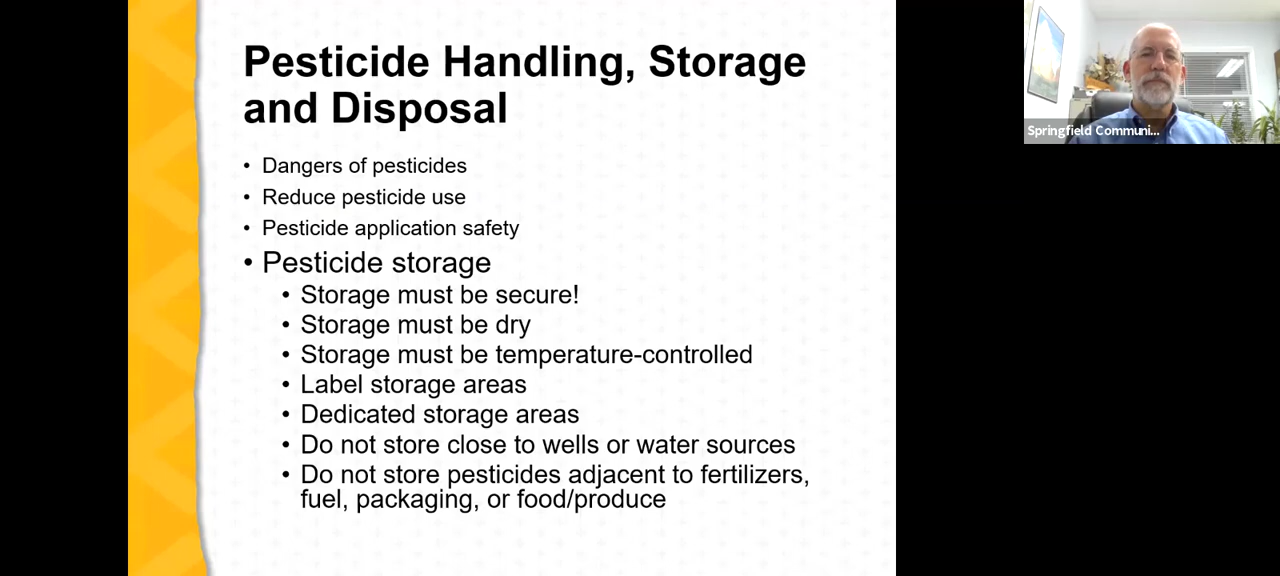 Pesticide Handling, Storage
and Disposal
• Dangers of pesticides
• Reduce pesticide use
• Pesticide application safety
• Pesticide storage
• Storage must be secure!
• Storage must be dry
• Storage must be temperature-controlled
• Label storage areas
• Dedicated storage areas
• Do not store close to wells or water sources
• Do not store pesticides adjacent to fertilizers,
fuel, packaging, or food/produce
Springfield Communi...